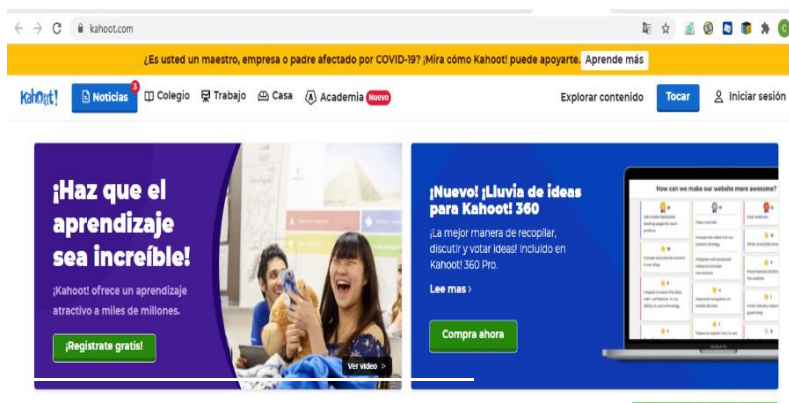 kahoot.com
¿Es usted un maestro, empresa o padre afectado por COVID-19? ¡Mira cómo Kahoot! puede apoyarte. Aprende más
Kahoot!
3
Noticias Colegio Trabajo Casa Academia Nuevo Explorar contenido Tocar Iniciar sesión
¡Haz que el
aprendizaje
sea increíble!
¡Kahoot! ofrece un aprendizaje
atractivo a miles de millones.
¡Registrate gratis!
Ver video >
¡Nuevo! ¡Lluvia de ideas
para Kahoot! 360
¡La mejor manera de recopilar,
discutir y votar ideas! Incluido en
Kahoot! 360 Pro.
Lee mas ›
Compra ahora
How can we make our website more awesome?